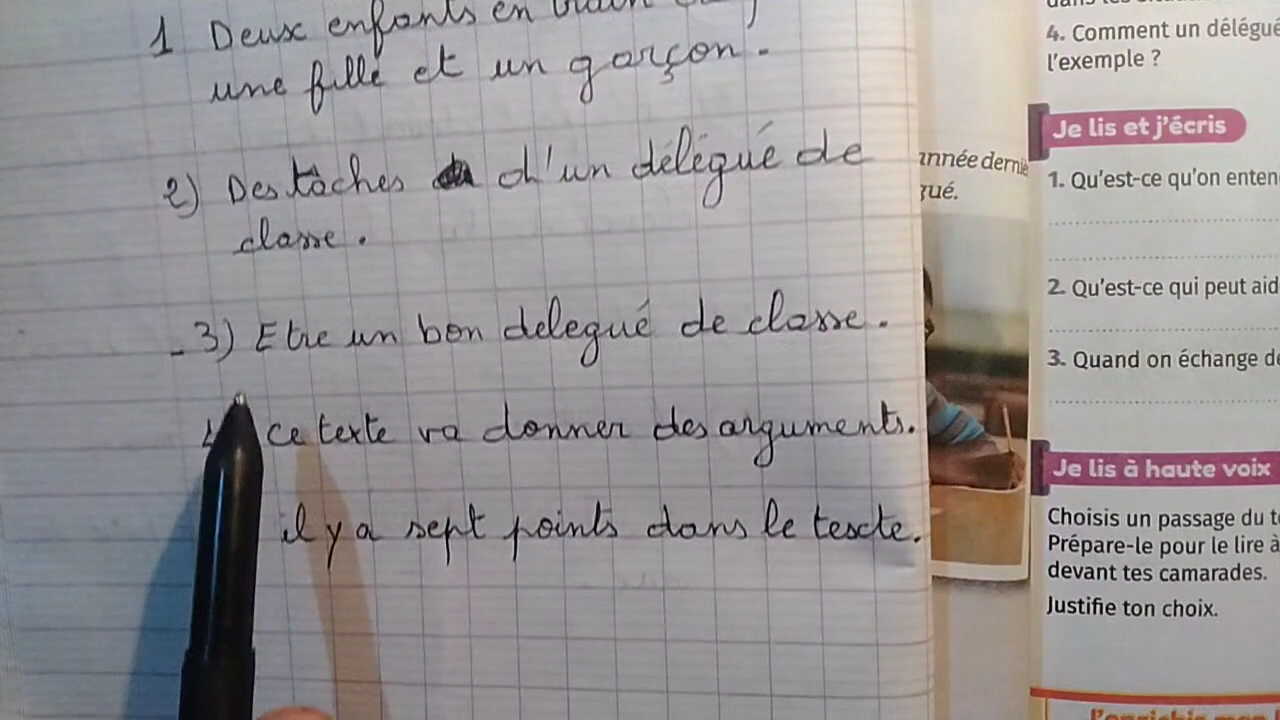 1 Deux enfants en
une fille et un garçon.
2) Des tâches d'un délégué de
classe.
- 3) Etre un bon delegué de classe.
ce texte va donner des arguments.
il y a sept points dans le texte.
année derniè
gué.
4. Comment un délégué
l'exemple ?
Je lis et j'écris
1. Qu'est-ce qu'on enten
2. Qu'est-ce qui peut aid
3. Quand on échange de
Je lis à haute voix
Choisis un passage du te
Prépare-le pour le lire à
devant tes camarades.
Justifie ton choix.